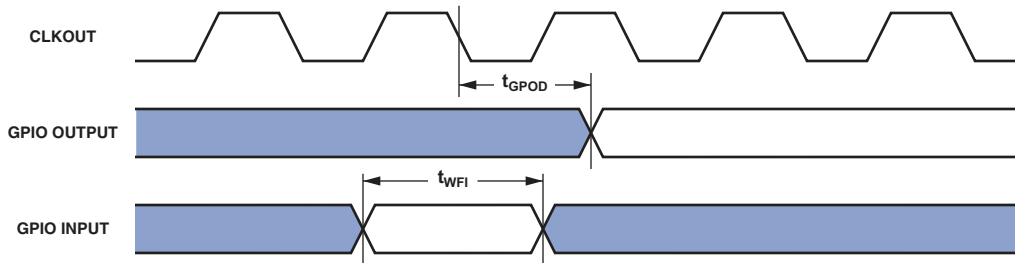 CLKOUT
tGPOD
GPIO OUTPUT
tWFI
GPIO INPUT